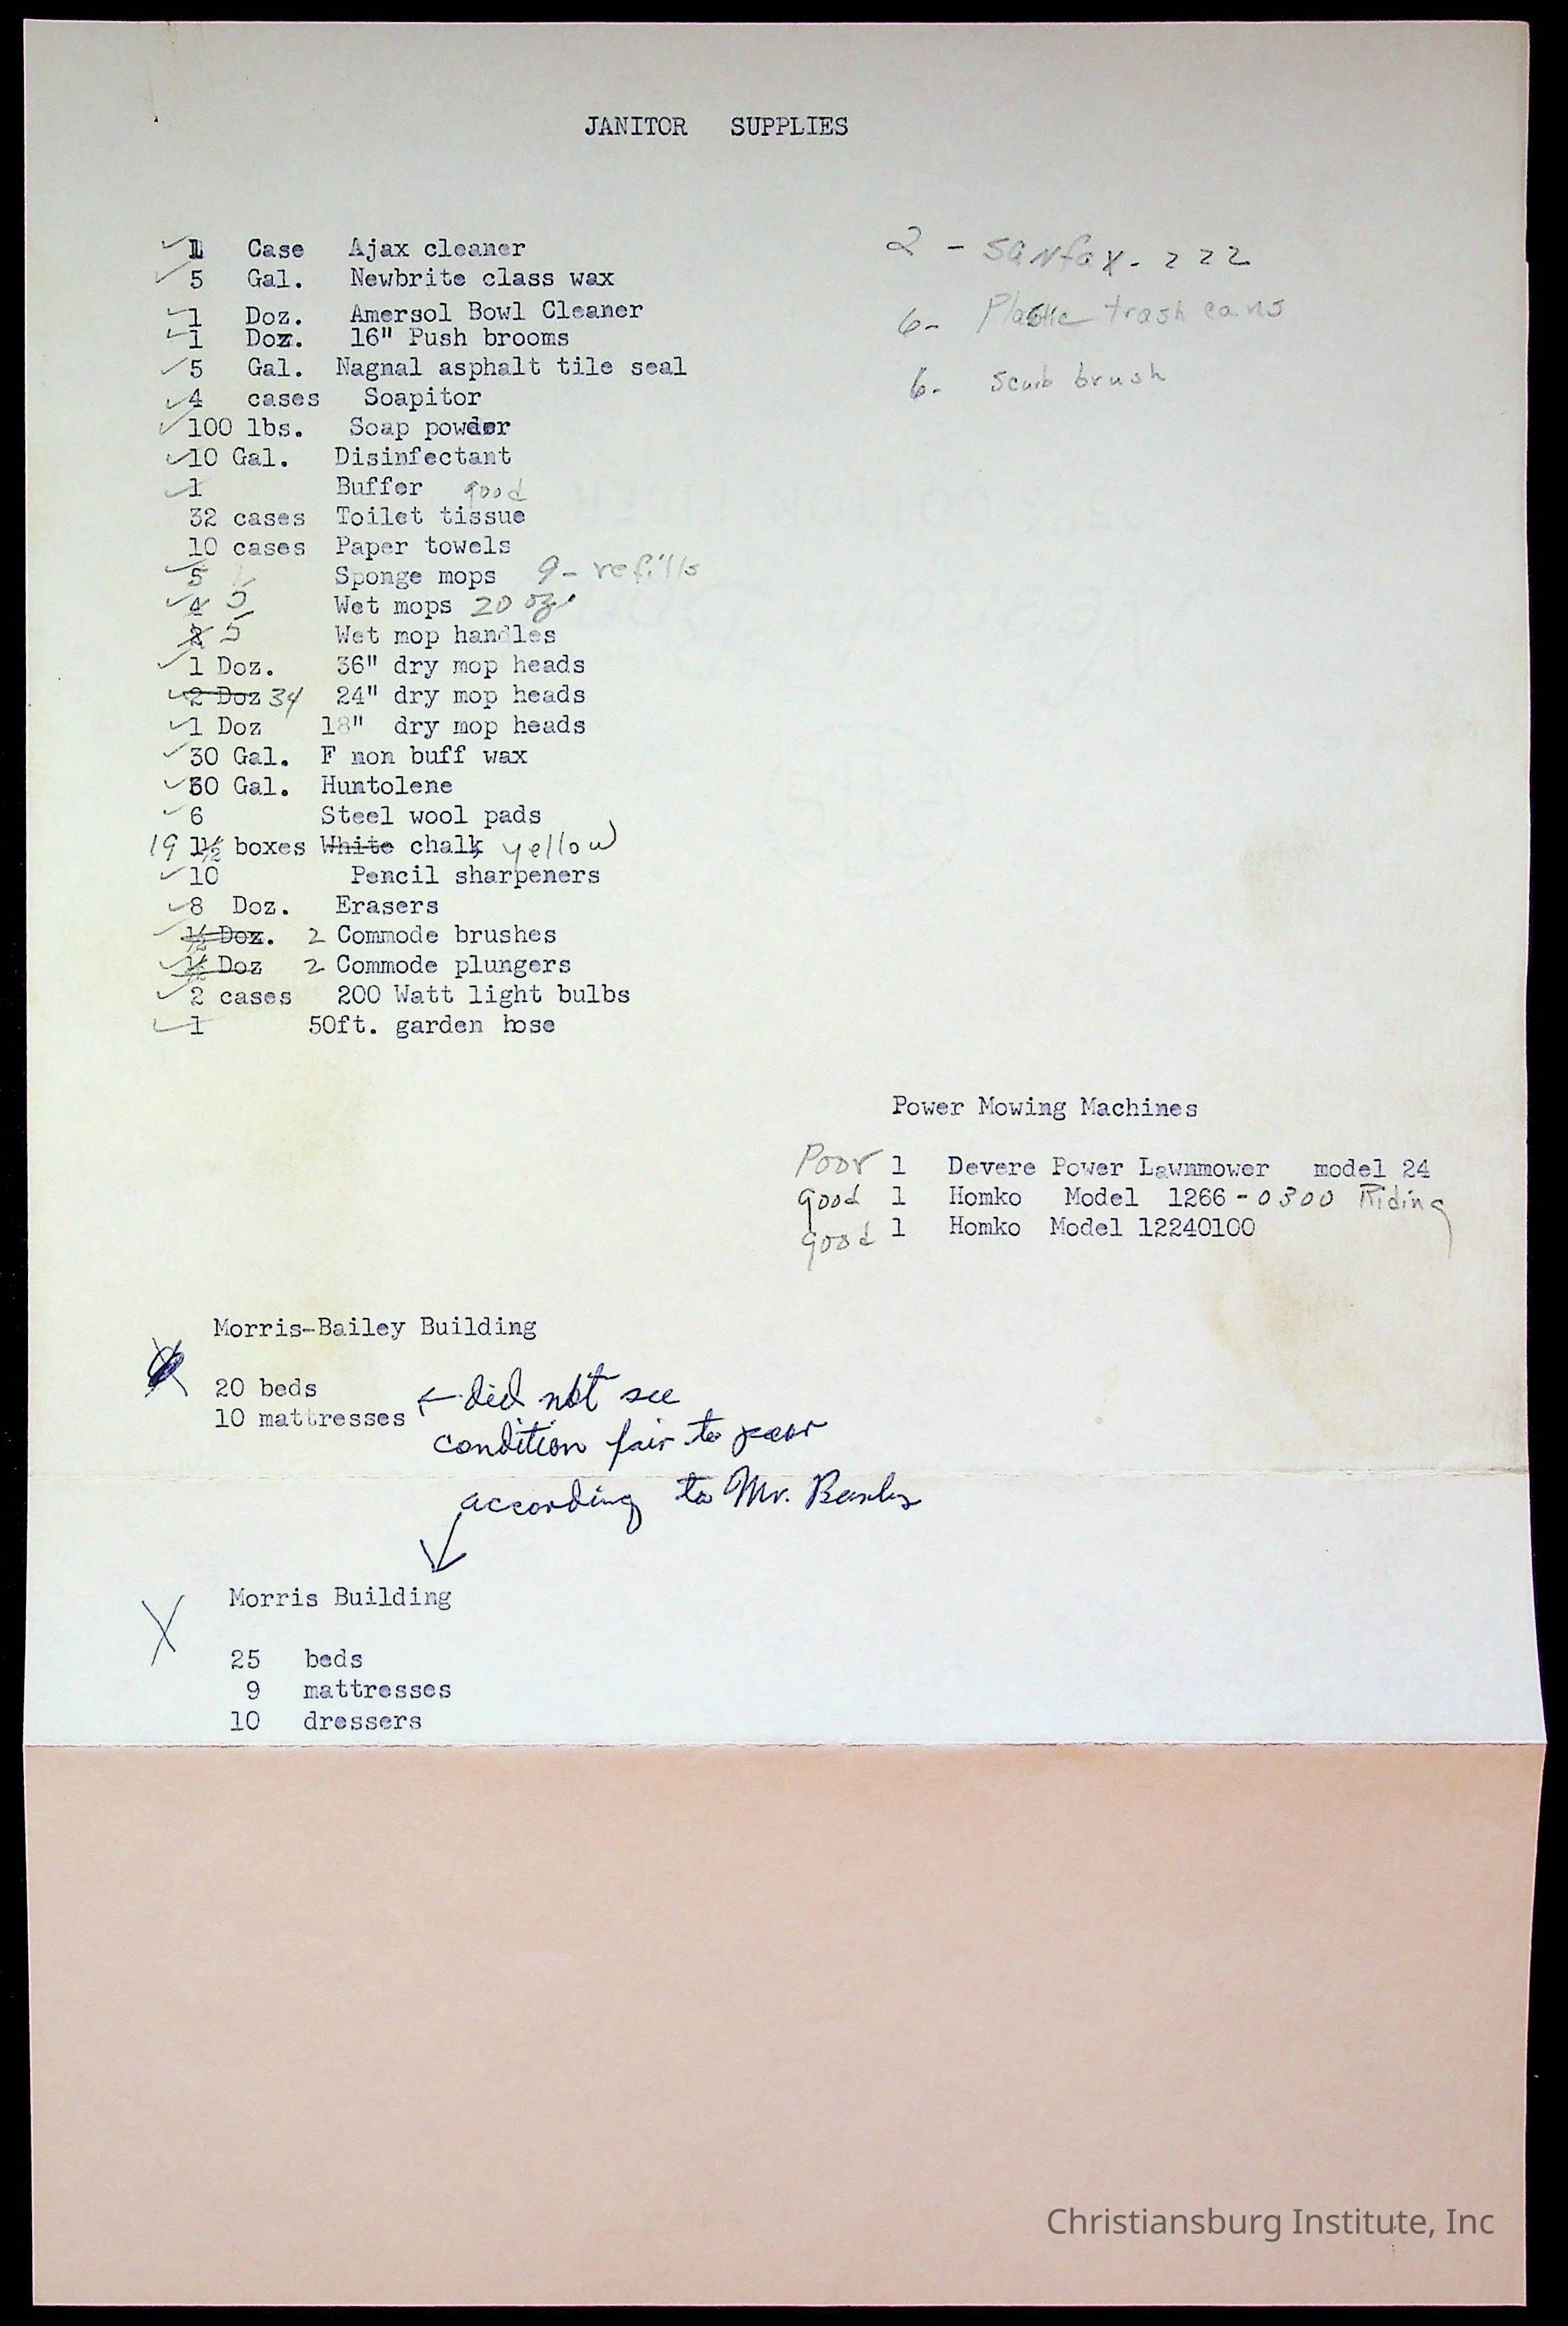 JANITOR SUPPLIES
1 Case Ajax cleaner
5 Gal. Newbrite class wax
1 Doz. Amersol Bowl Cleaner
1 Doz. 16" Push brooms
5 Gal. Nagnal asphalt tile seal
4 cases Soapitor
100 lbs. Soap powder
10 Gal. Disinfectant
1 Buffer good
32 cases Toilet tissue
10 cases Paper towels
5 Sponge mops 9- refills
4 5 Wet mops 20 oz.
2 5 Wet mop handles
1 Doz. 36" dry mop heads
2 Doz 34 24" dry mop heads
1 Doz 18" dry mop heads
30 Gal. F non buff wax
Gal. Huntolene
6 Steel wool pads
19 1½ boxes White chalk yellow
10 Pencil sharpeners
8 Doz. Erasers
½ Doz. 2 Commode brushes
½ Doz 2 Commode plungers
2 cases 200 Watt light bulbs
1 50ft. garden hose
2 - Sanfax- 222
6- Plastic trash cans
6- scurb brush
Power Mowing Machines
Poor 1 Devere Power Lawnmower model 24
good 1 Homko Model 1266-0300 Riding
good 1 Homko Model 12240100
Morris-Bailey Building
20 beds
10 mattresses
← did not see
condition fair to poor
according to Mr.
Morris Building
X
25 beds
9 mattresses
10 dressers
Christiansburg Institute, Inc